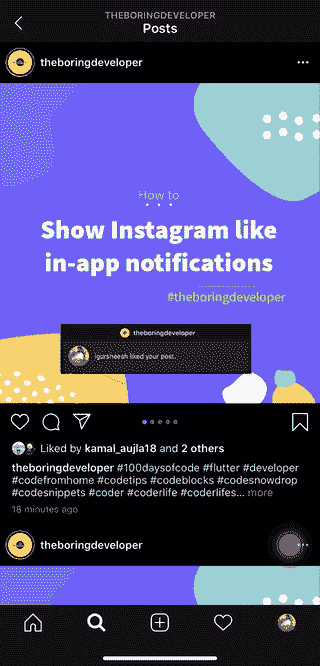 THEBORINGDEVELOPER
Posts
theboringdeveloper
How to
Show Instagram like
in-app notifications
#theboringdeveloper
theboringdeveloper
igursheesh liked your post.
Liked by kamal_aujla18 and 2 others
theboringdeveloper #100daysofcode #flutter #developer
#codefromhome #codetips #codeblocks #codesnowdrop
#codesnippets #coder #coderlife #coderlifes... more
18 minutes ago
theboringdeveloper